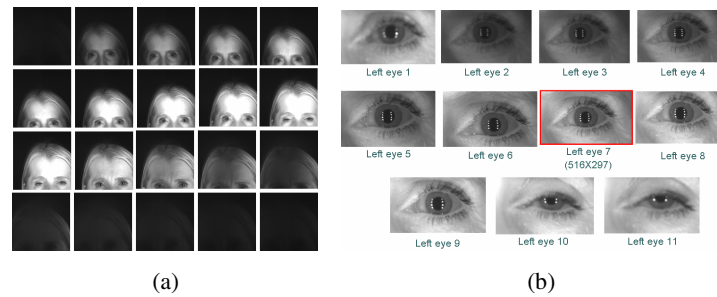 Left eye 1
Left eye 2
Left eye 3
Left eye 4
Left eye 5
Left eye 6
Left eye 7
(516X297)
Left eye 8
Left eye 9
Left eye 10
Left eye 11
(a)
(b)